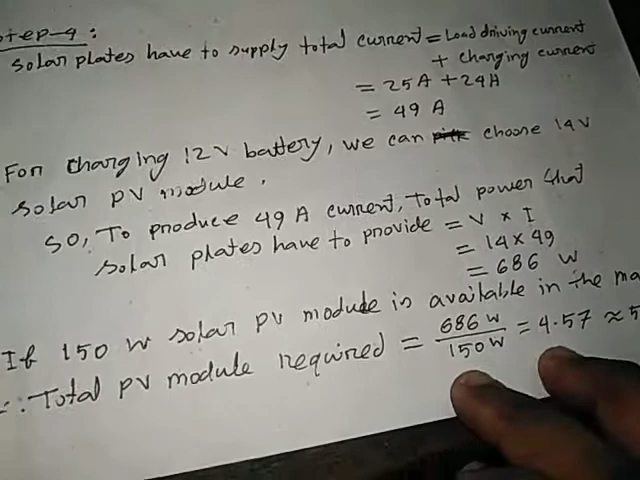 Step-4:
Solar plates have to supply total current = Load driving current
+ charging current
= 25A + 24A
= 49 A
For charging 12V battery, we can choose 14V
solar PV module.
So, To produce 49 A current, Total power that
solar plates have to provide = V × I
= 14 × 49
= 686 W
If 150 W solar PV module is available in the ma
∴ Total PV module required = 686 W / 150 W = 4.57 ≈ 5